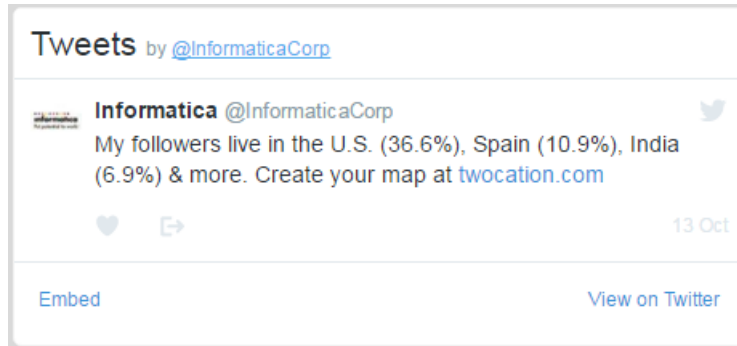 Tweets by @InformaticaCorp
Informatica @InformaticaCorp
My followers live in the U.S. (36.6%), Spain (10.9%), India
(6.9%) & more. Create your map at twocation.com
13 Oct
Embed
View on Twitter